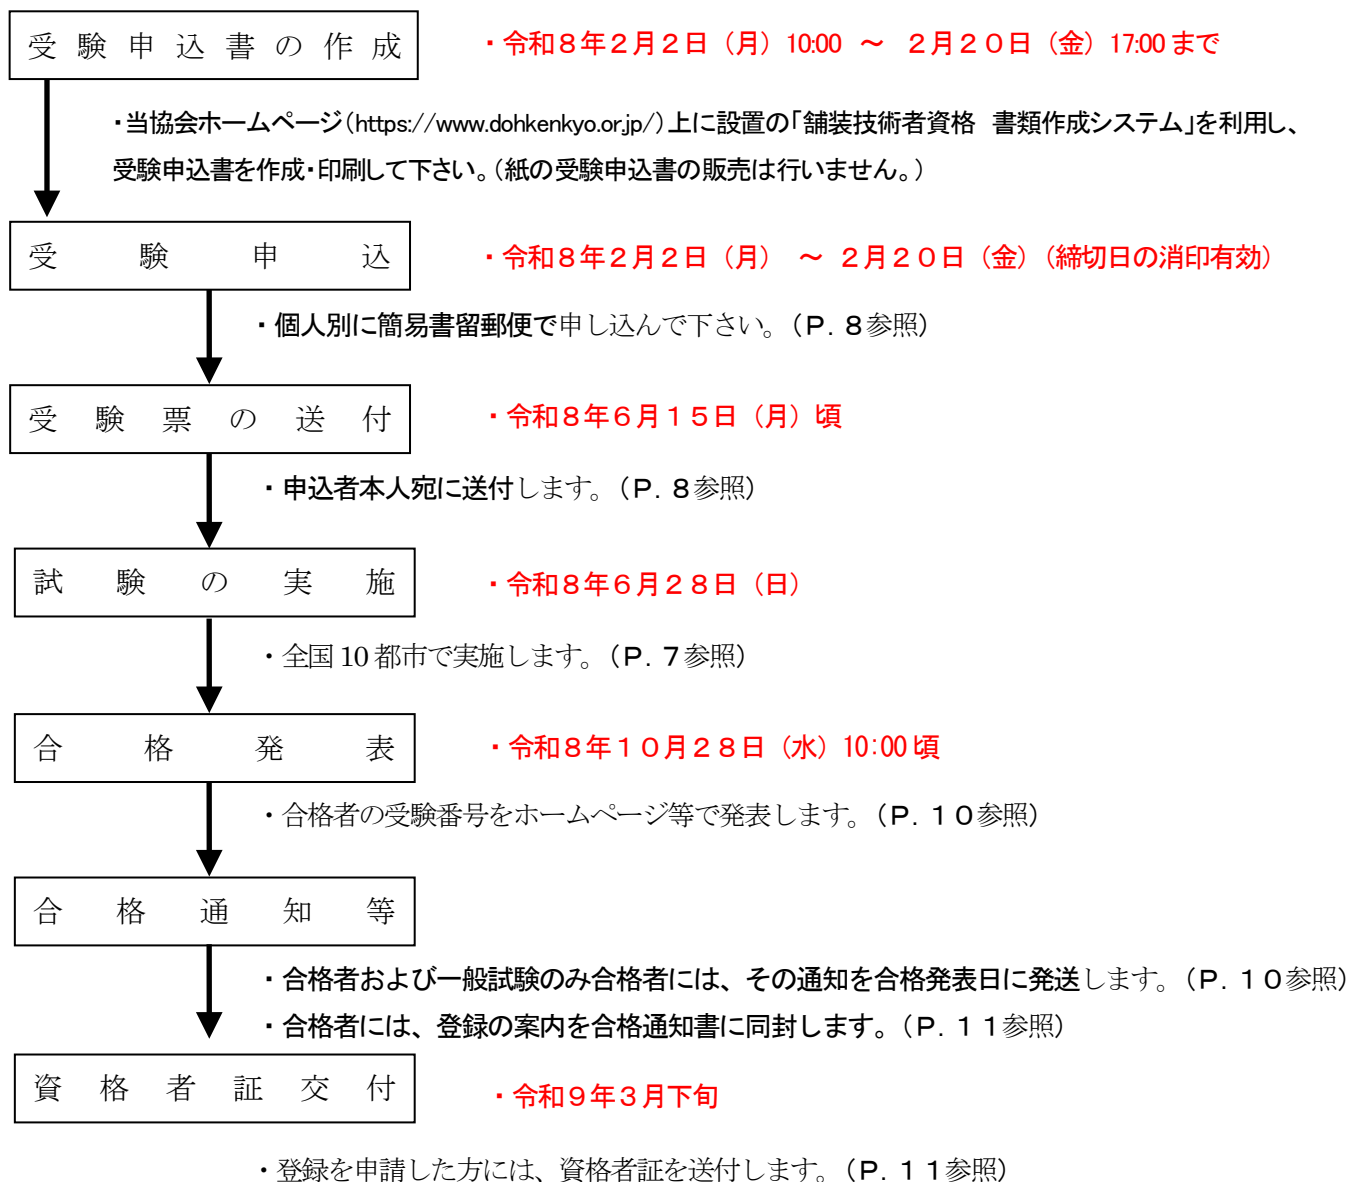 受験申込書の作成 ・令和８年２月２日（月）10:00 ～ ２月２０日（金）17:00 まで
・当協会ホームページ（https://www.dohkenkyo.or.jp/）上に設置の「舗装技術者資格　書類作成システム」を利用し、
受験申込書を作成・印刷して下さい。（紙の受験申込書の販売は行いません。）
受験申込 ・令和８年２月２日（月） ～ ２月２０日（金）（締切日の消印有効）
・個人別に簡易書留郵便で申し込んで下さい。（Ｐ．８参照）
受験票の送付 ・令和８年６月１５日（月）頃
・申込者本人宛に送付します。（Ｐ．８参照）
試験の実施 ・令和８年６月２８日（日）
・全国 10 都市で実施します。（Ｐ．７参照）
合格発表 ・令和８年１０月２８日（水）10:00 頃
・合格者の受験番号をホームページ等で発表します。（Ｐ．１０参照）
合格通知等
・合格者および一般試験のみ合格者には、その通知を合格発表日に発送します。（Ｐ．１０参照）
・合格者には、登録の案内を合格通知書に同封します。（Ｐ．１１参照）
資格者証交付 ・令和９年３月下旬
・登録を申請した方には、資格者証を送付します。（Ｐ．１１参照）